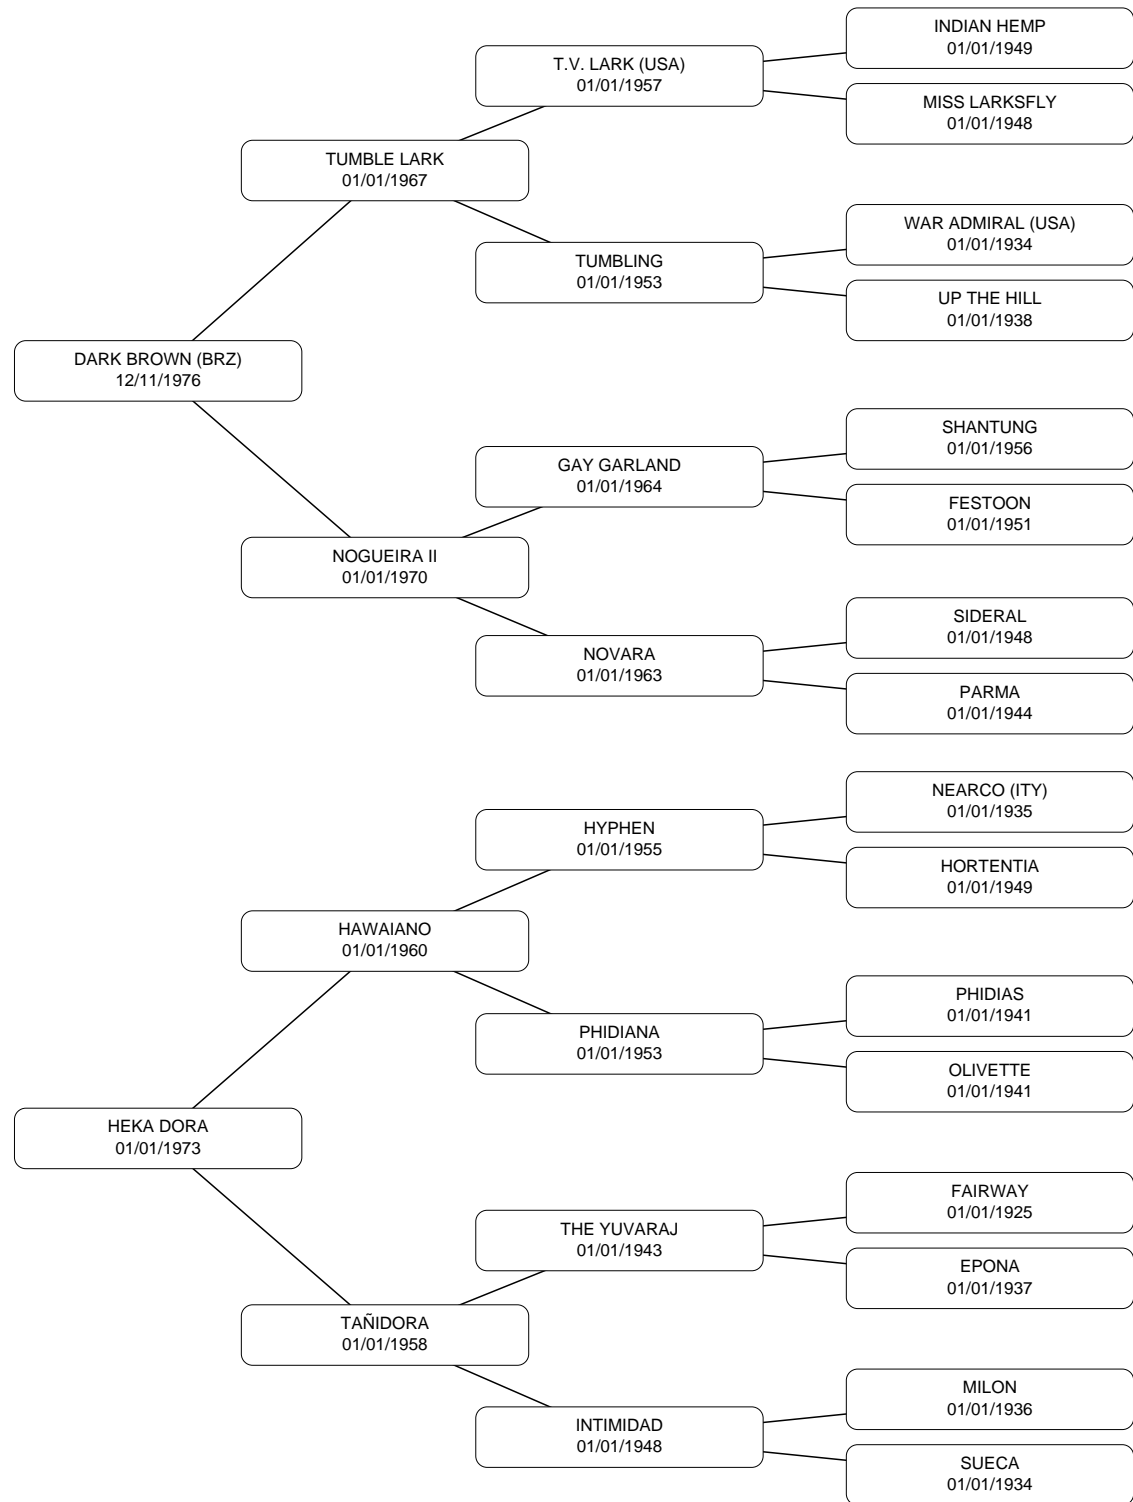 INDIAN HEMP
01/01/1949
T.V. LARK (USA)
01/01/1957
MISS LARKSFLY
01/01/1948
TUMBLE LARK
01/01/1967
WAR ADMIRAL (USA)
01/01/1934
TUMBLING
01/01/1953
UP THE HILL
01/01/1938
DARK BROWN (BRZ)
12/11/1976
SHANTUNG
01/01/1956
GAY GARLAND
01/01/1964
FESTOON
01/01/1951
NOGUEIRA II
01/01/1970
SIDERAL
01/01/1948
NOVARA
01/01/1963
PARMA
01/01/1944
NEARCO (ITY)
01/01/1935
HYPHEN
01/01/1955
HORTENTIA
01/01/1949
HAWAIANO
01/01/1960
PHIDIAS
01/01/1941
PHIDIANA
01/01/1953
OLIVETTE
01/01/1941
HEKA DORA
01/01/1973
FAIRWAY
01/01/1925
THE YUVARAJ
01/01/1943
EPONA
01/01/1937
TAÑIDORA
01/01/1958
MILON
01/01/1936
INTIMIDAD
01/01/1948
SUECA
01/01/1934